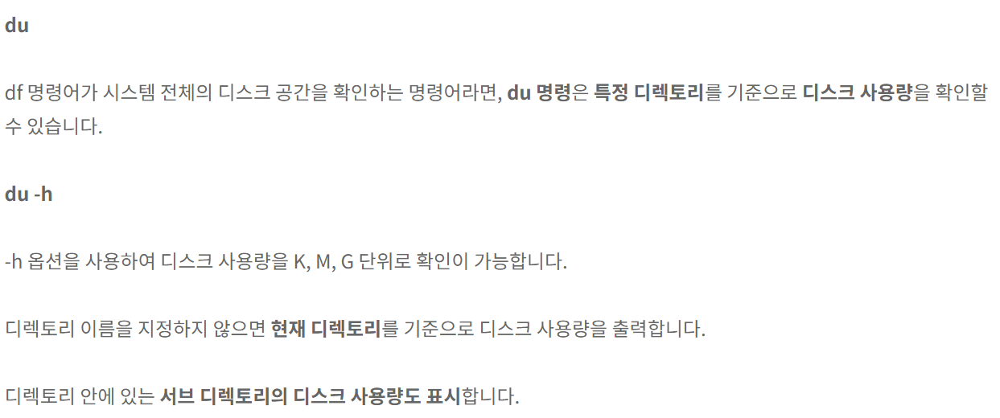 du
df 명령어가 시스템 전체의 디스크 공간을 확인하는 명령어라면, du 명령은 특정 디렉토리를 기준으로 디스크 사용량을 확인할
수 있습니다.
du -h
-h 옵션을 사용하여 디스크 사용량을 K, M, G 단위로 확인이 가능합니다.
디렉토리 이름을 지정하지 않으면 현재 디렉토리를 기준으로 디스크 사용량을 출력합니다.
디렉토리 안에 있는 서브 디렉토리의 디스크 사용량도 표시합니다.